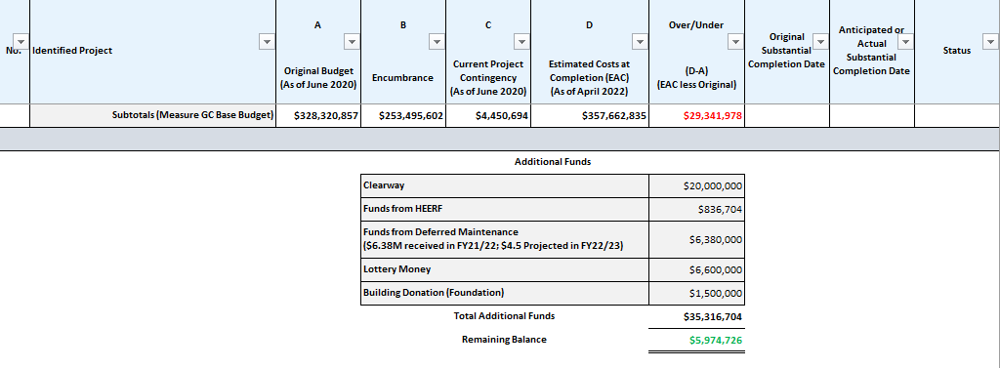 No.
Identified Project
A
Original Budget
(As of June 2020)
B
Encumbrance
C
Current Project
Contingency
(As of June 2020)
D
Estimated Costs at
Completion (EAC)
(As of April 2022)
Over/Under
(D-A)
(EAC less Original)
Original
Substantial
Completion Date
Anticipated or
Actual
Substantial
Completion Date
Status
Subtotals (Measure GC Base Budget) $328,320,857 $253,495,602 $4,450,694 $357,662,835 $29,341,978
Additional Funds
Clearway $20,000,000
Funds from HEERF $836,704
Funds from Deferred Maintenance
($6.38M received in FY21/22; $4.5 Projected in FY22/23) $6,380,000
Lottery Money $6,600,000
Building Donation (Foundation) $1,500,000
Total Additional Funds $35,316,704
Remaining Balance $5,974,726